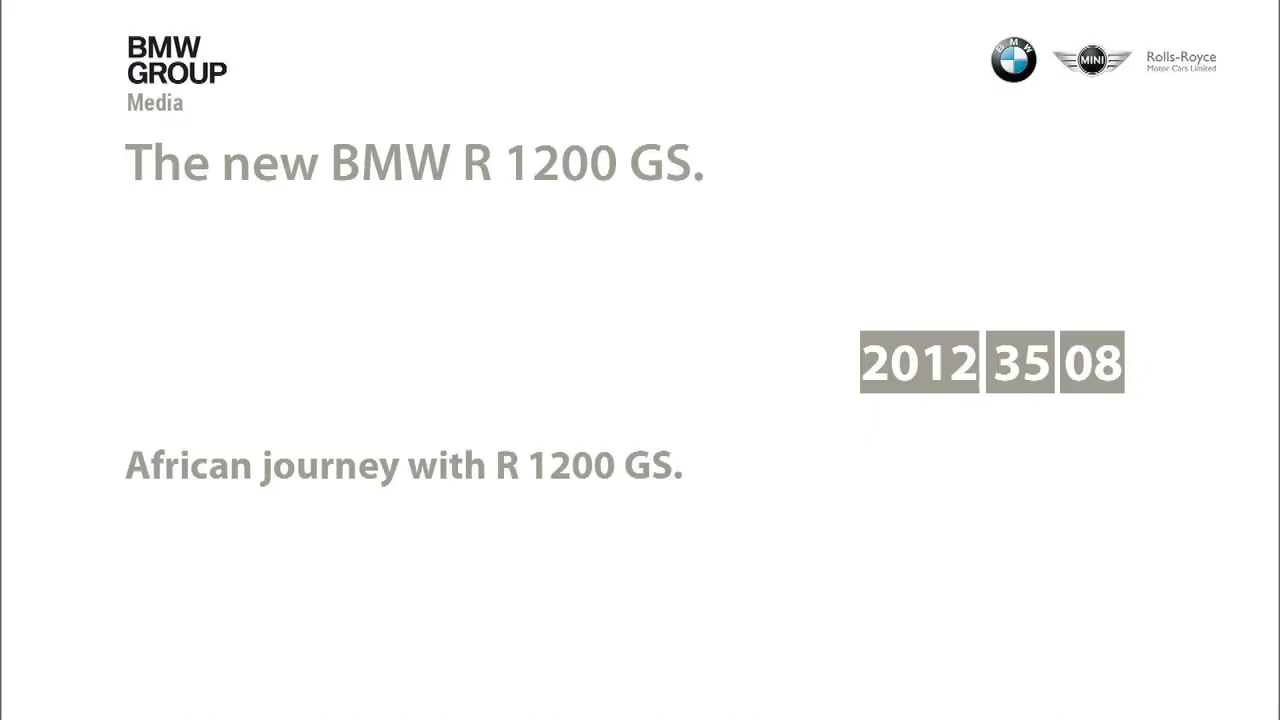 BMW
GROUP
Media
BMW
MINI
Rolls-Royce
Motor Cars Limited
The new BMW R 1200 GS.
2012 35 08
African journey with R 1200 GS.